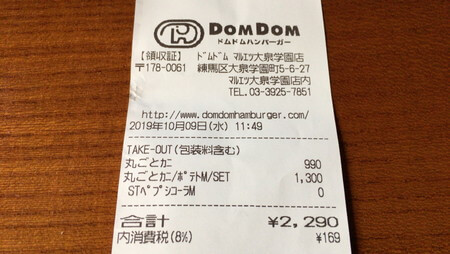 DOMDOM
ドムドムハンバーガー
【領収証】 ﾄﾞﾑﾄﾞﾑ ﾏﾙｴﾂ大泉学園店
〒178-0061 練馬区大泉学園町5-6-27
ﾏﾙｴﾂ大泉学園店内
TEL.03-3925-7851
http://www.domdomhamburger.com/
2019年10月09日(水) 11:49
TAKE-OUT(包装料含む)
丸ごとｶﾆ 990
丸ごとｶﾆ/ﾎﾟﾃﾄM/SET 1,300
STﾍﾟﾌﾟｼｺｰﾗM 0
合計 ¥2,290
内消費税(8%) ¥169